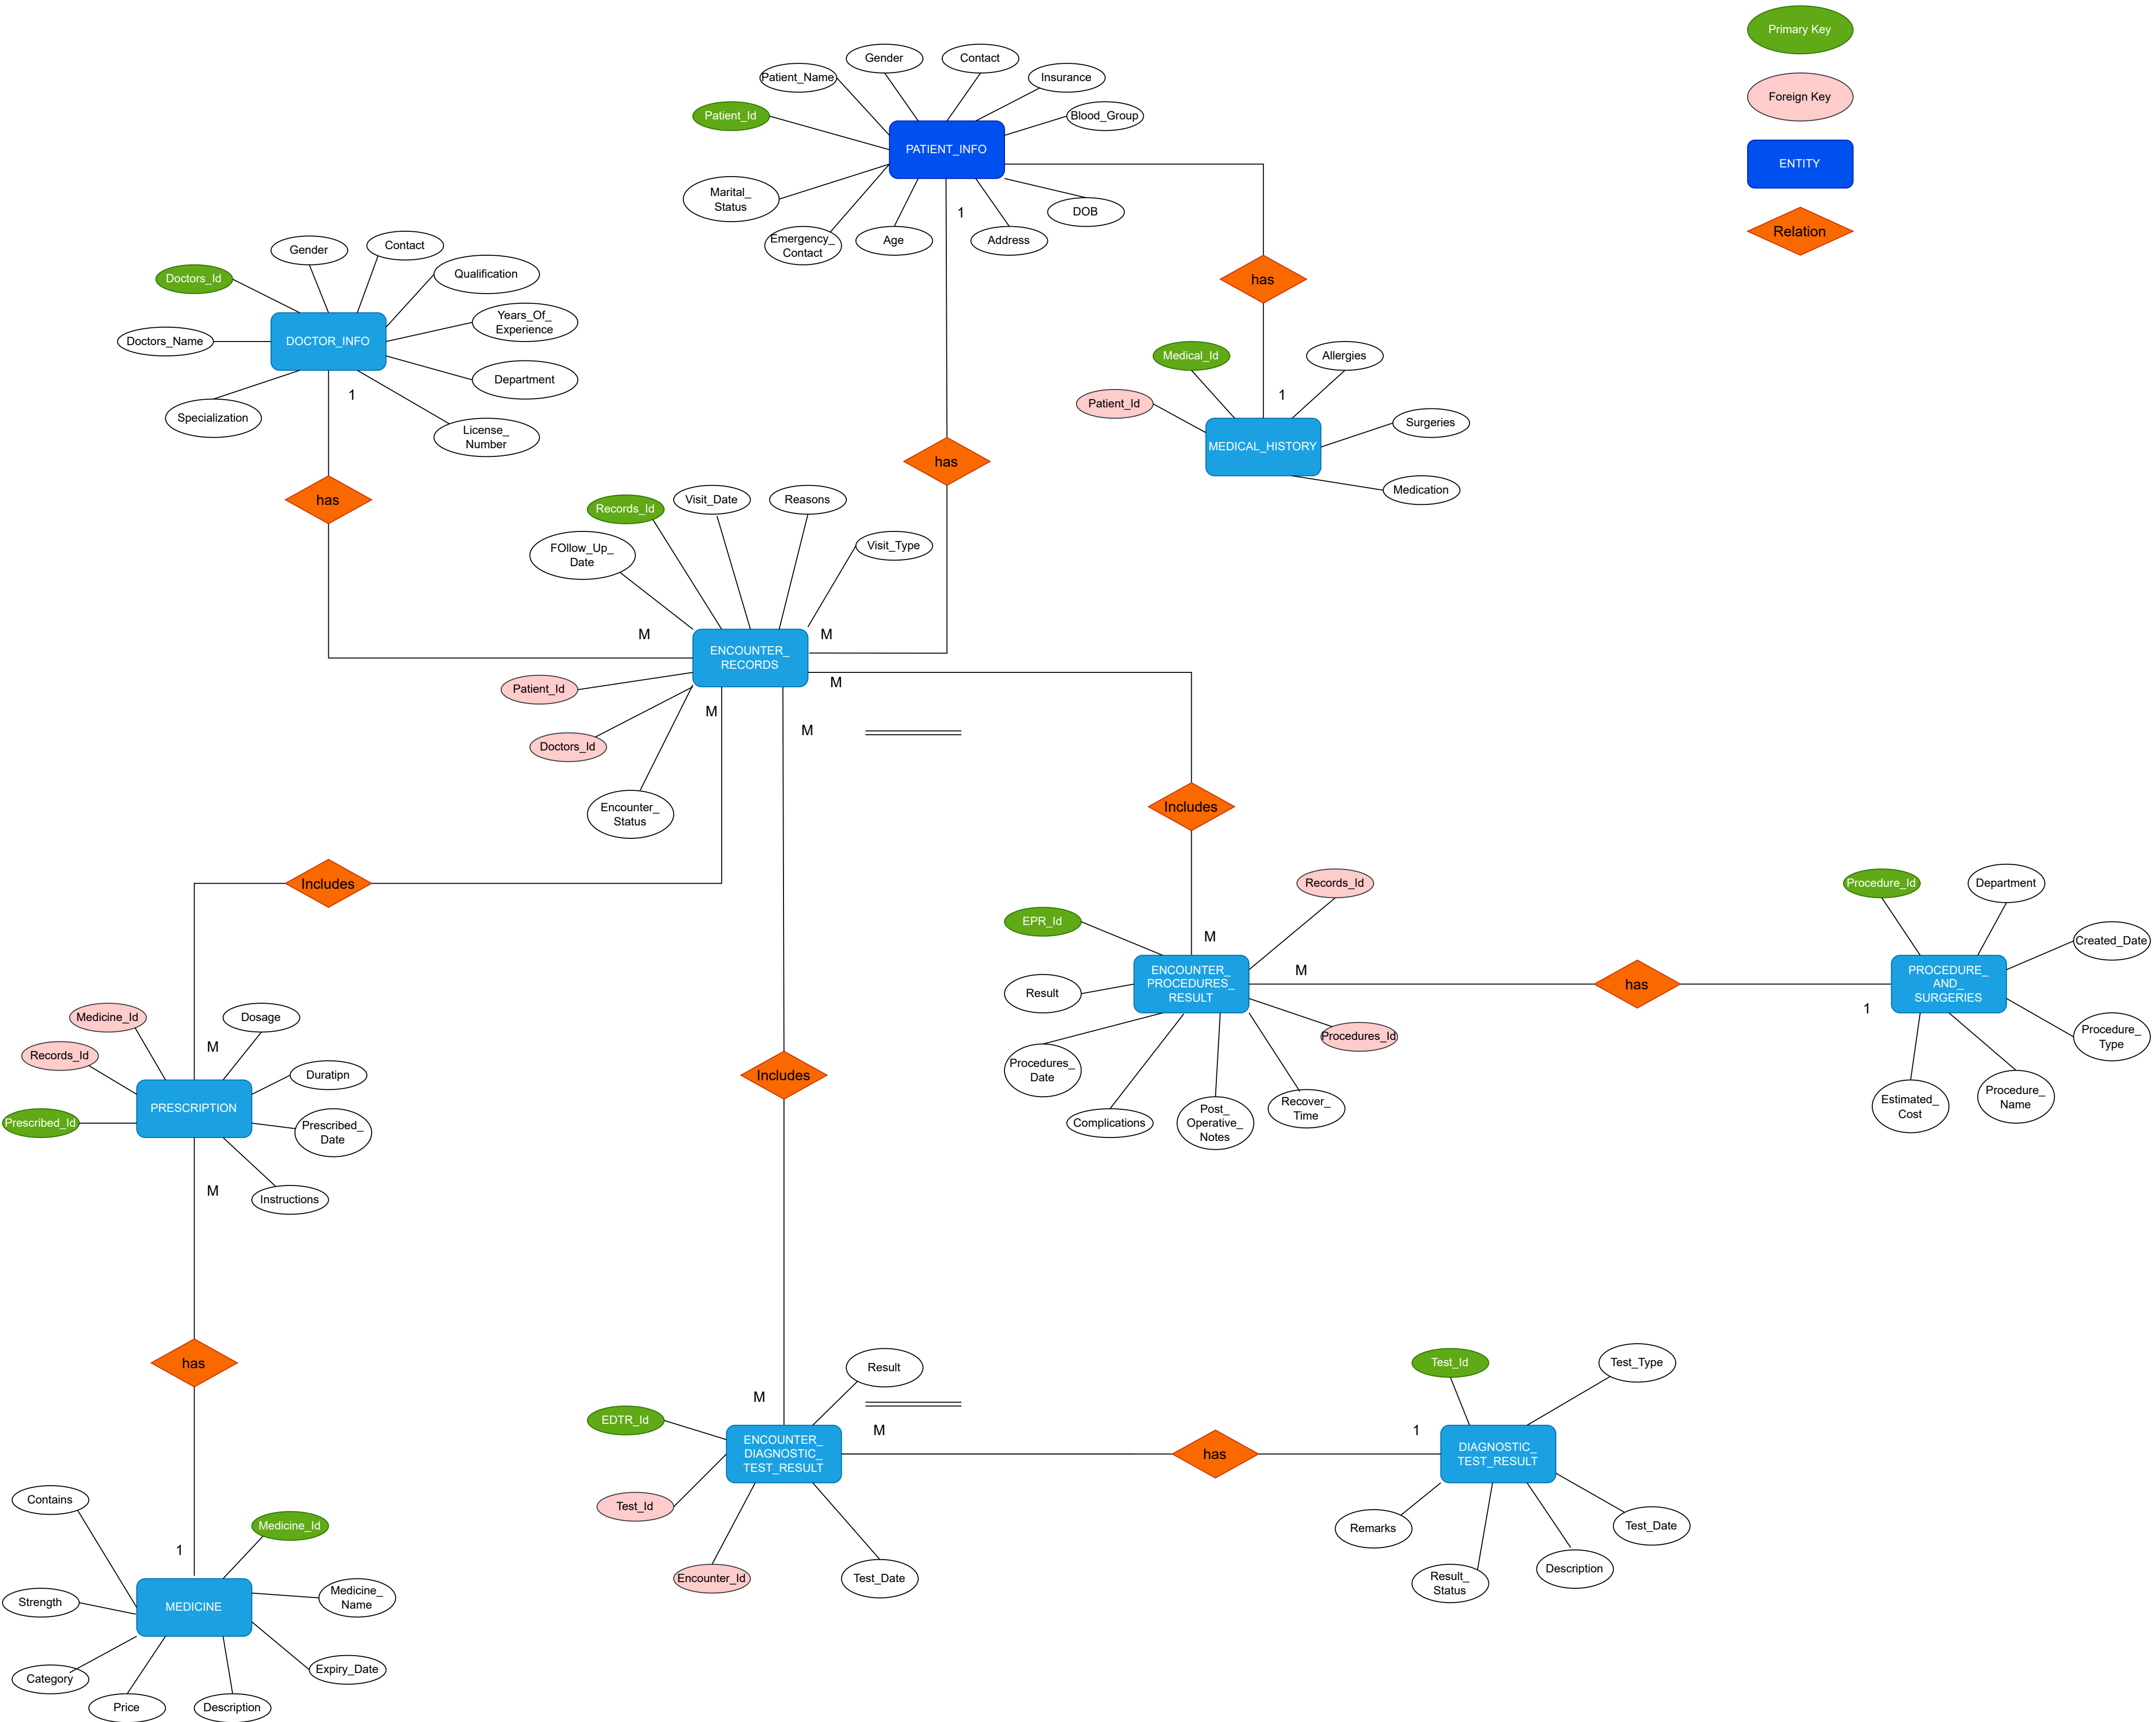 Primary Key
Foreign Key
ENTITY
Relation
Gender
Contact
Patient_Name
Insurance
Patient_Id
Blood_Group
PATIENT_INFO
Marital_
Status
Emergency_
Contact
Age
Address
DOB
1
has
Gender
Contact
Doctors_Id
Qualification
Doctors_Name
DOCTOR_INFO
Years_Of_
Experience
Department
Specialization
License_
Number
1
has
has
Medical_Id
Allergies
Patient_Id
1
Surgeries
MEDICAL_HISTORY
Medication
Records_Id
Visit_Date
Reasons
Visit_Type
FOllow_Up_
Date
M
M
ENCOUNTER_
RECORDS
Patient_Id
M
M
M
Doctors_Id
Encounter_
Status
Includes
Includes
Includes
EPR_Id
Records_Id
M
M
ENCOUNTER_
PROCEDURES_
RESULT
Result
Procedures_Id
Procedures_
Date
Complications
Post_
Operative_
Notes
Recover_
Time
has
Procedure_Id
Department
Created_Date
PROCEDURE_
AND_
SURGERIES
1
Procedure_
Type
Estimated_
Cost
Procedure_
Name
Medicine_Id
Dosage
Records_Id
M
Duratipn
PRESCRIPTION
Prescribed_Id
Prescribed_
Date
Instructions
M
has
Contains
Medicine_Id
1
Strength
MEDICINE
Medicine_
Name
Category
Price
Description
Expiry_Date
Result
M
EDTR_Id
M
ENCOUNTER_
DIAGNOSTIC_
TEST_RESULT
Test_Id
Encounter_Id
Test_Date
has
Test_Id
Test_Type
1
DIAGNOSTIC_
TEST_RESULT
Remarks
Result_
Status
Description
Test_Date